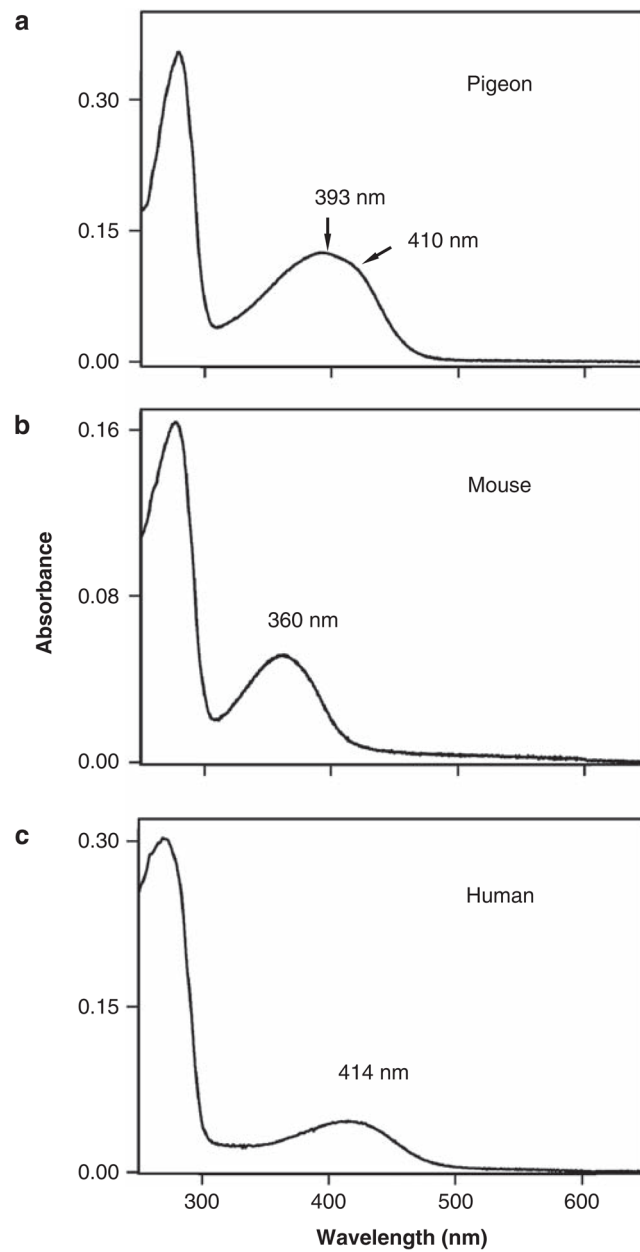 a
Pigeon
0.30
393 nm
410 nm
0.15
0.00
b
0.16
Mouse
0.08
360 nm
0.00
Absorbance
c
0.30
Human
0.15
414 nm
0.00
300 400 500 600
Wavelength (nm)